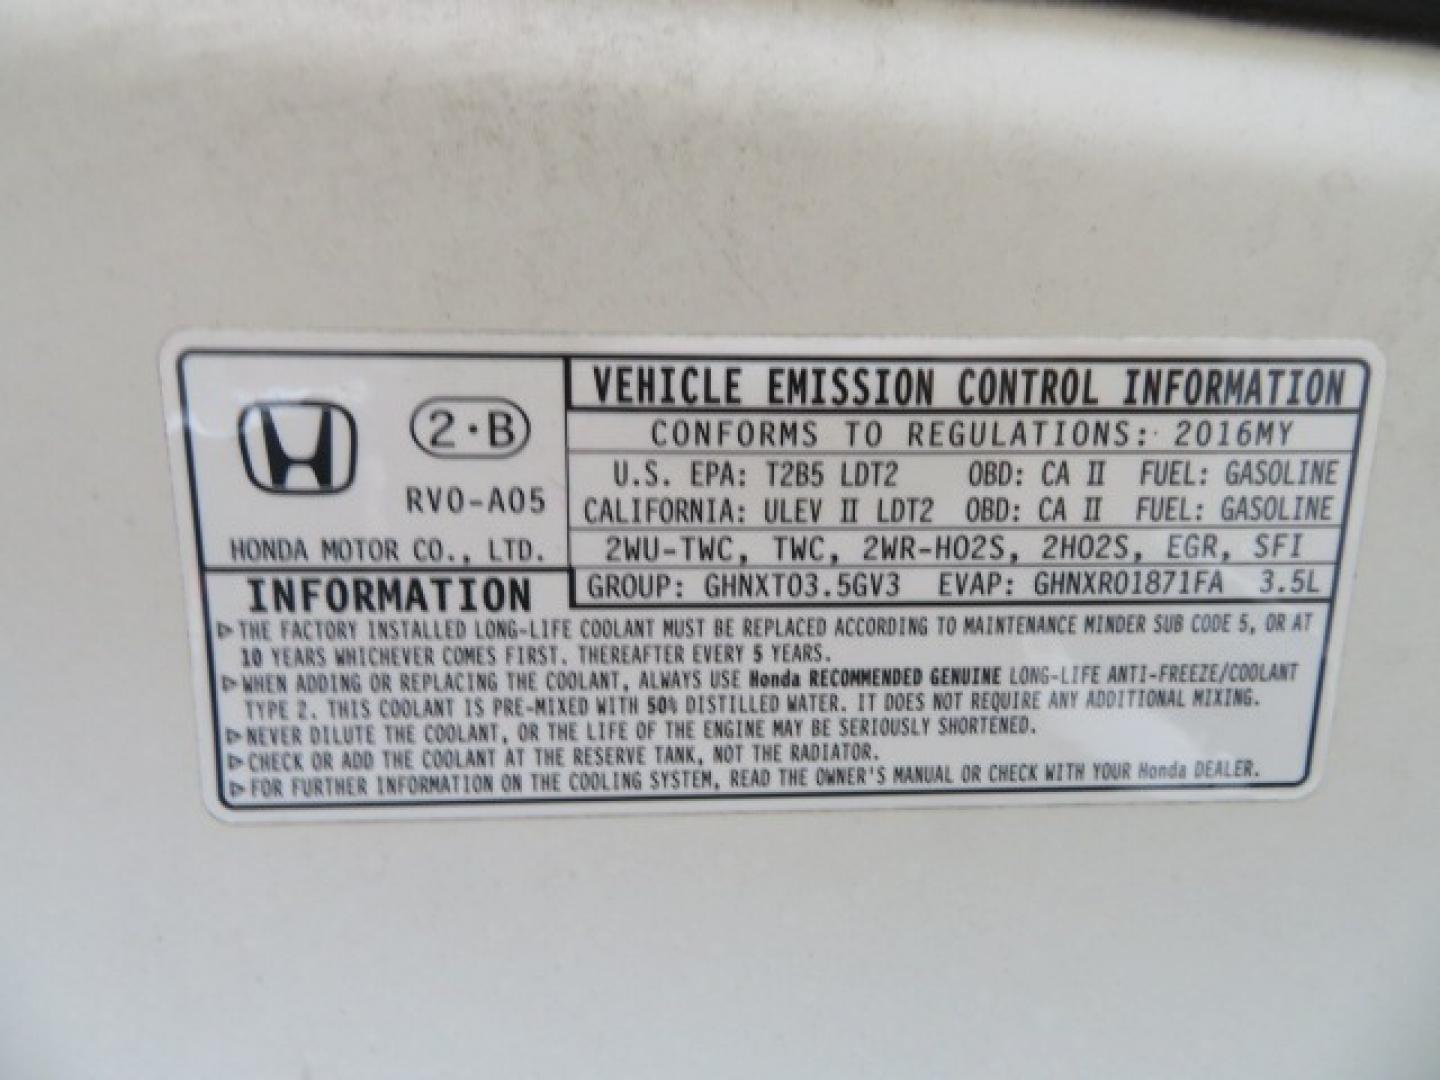 2·B
RV0-A05
HONDA MOTOR CO., LTD.
VEHICLE EMISSION CONTROL INFORMATION
CONFORMS TO REGULATIONS: 2016MY
U.S. EPA: T2B5 LDT2 OBD: CA II FUEL: GASOLINE
CALIFORNIA: ULEV II LDT2 OBD: CA II FUEL: GASOLINE
2WU-TWC, TWC, 2WR-HO2S, 2HO2S, EGR, SFI
GROUP: GHNXT03.5GV3 EVAP: GHNXR01871FA 3.5L
INFORMATION
▷THE FACTORY INSTALLED LONG-LIFE COOLANT MUST BE REPLACED ACCORDING TO MAINTENANCE MINDER SUB CODE 5, OR AT
10 YEARS WHICHEVER COMES FIRST. THEREAFTER EVERY 5 YEARS.
▷WHEN ADDING OR REPLACING THE COOLANT, ALWAYS USE Honda RECOMMENDED GENUINE LONG-LIFE ANTI-FREEZE/COOLANT
TYPE 2. THIS COOLANT IS PRE-MIXED WITH 50% DISTILLED WATER. IT DOES NOT REQUIRE ANY ADDITIONAL MIXING.
▷NEVER DILUTE THE COOLANT, OR THE LIFE OF THE ENGINE MAY BE SERIOUSLY SHORTENED.
▷CHECK OR ADD THE COOLANT AT THE RESERVE TANK, NOT THE RADIATOR.
▷FOR FURTHER INFORMATION ON THE COOLING SYSTEM, READ THE OWNER'S MANUAL OR CHECK WITH YOUR Honda DEALER.